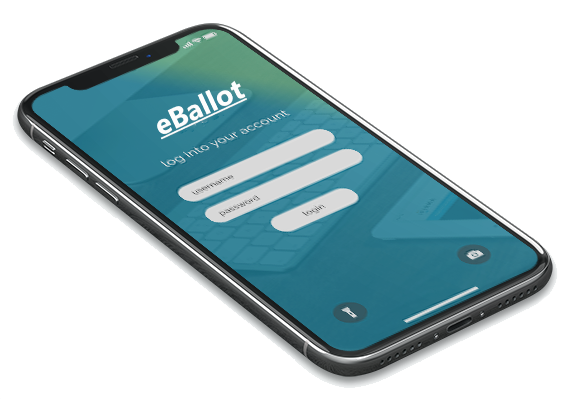 eBallot
log into your account
username
password
login